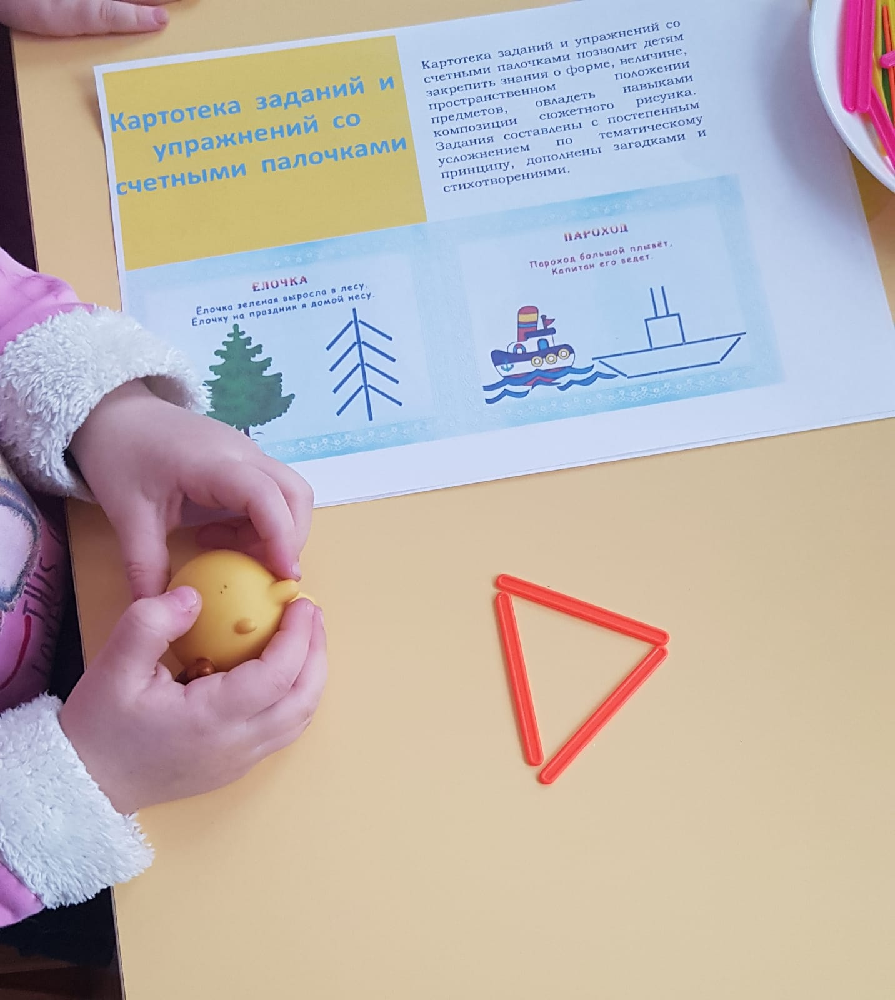 Картотека заданий и
упражнений со
счетными палочками
Картотека заданий и упражнений со
счетными палочками позволит детям
закрепить знания о форме, величине,
пространственном положении
предметов, овладеть навыками
композиции сюжетного рисунка.
Задания составлены с постепенным
усложнением по тематическому
принципу, дополнены загадками и
стихотворениями.
ЕЛОЧКА
Ёлочка зеленая выросла в лесу.
Ёлочку на праздник я домой несу.
ПАРОХОД
Пароход большой плывёт,
Капитан его ведет.
THIS
LOVE